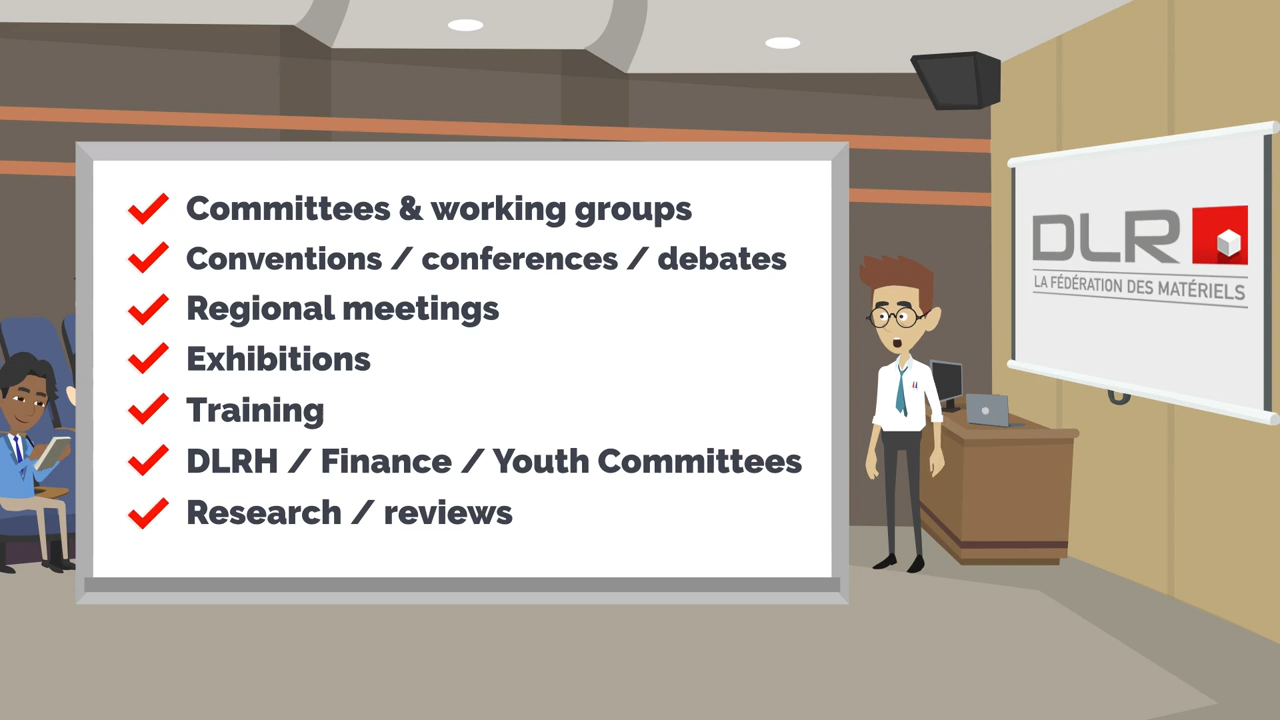 Committees & working groups
Conventions / conferences / debates
Regional meetings
Exhibitions
Training
DLRH / Finance / Youth Committees
Research / reviews
DLR
LA FÉDÉRATION DES MATÉRIELS